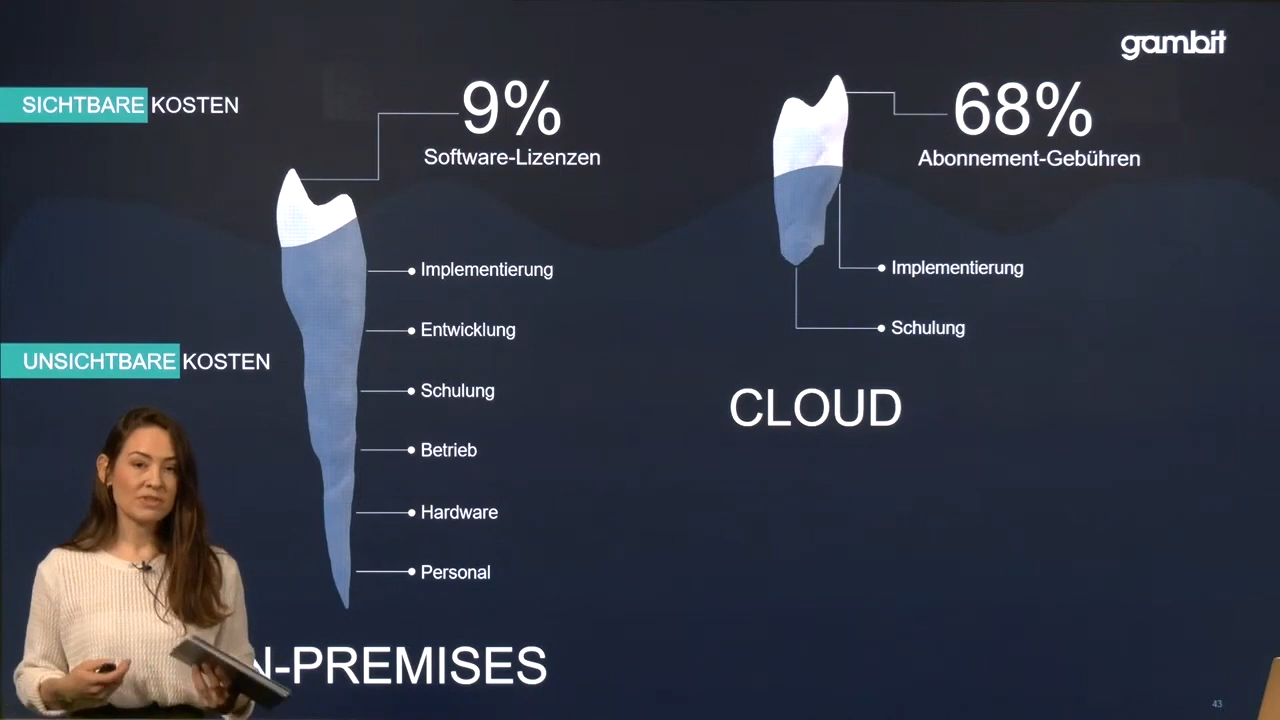 gambit
SICHTBARE KOSTEN
9%
Software-Lizenzen
68%
Abonnement-Gebühren
Implementierung
Entwicklung
Schulung
Betrieb
Hardware
Personal
UNSICHTBARE KOSTEN
N-PREMISES
Implementierung
Schulung
CLOUD
43